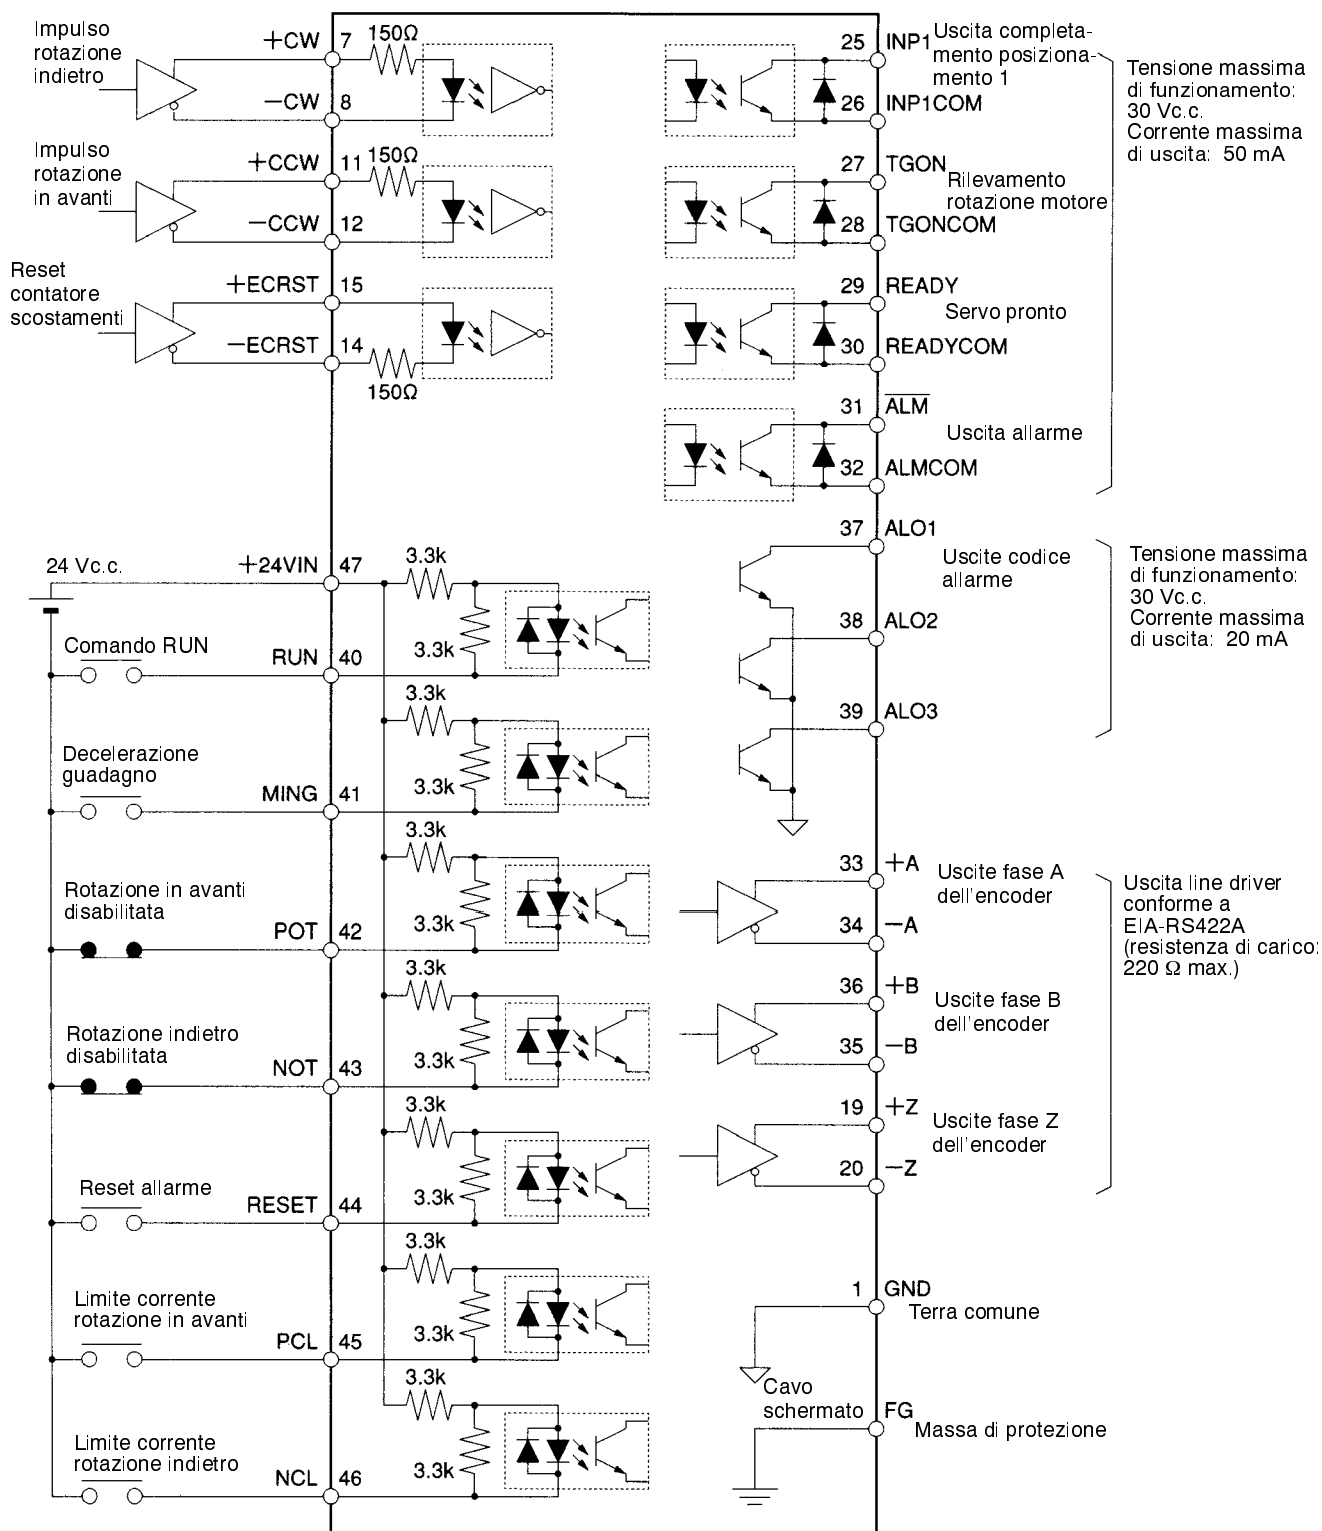 Impulso
rotazione
indietro
+CW
7
150Ω
−CW
8
Impulso
rotazione
in avanti
+CCW
11
150Ω
−CCW
12
Reset
contatore
scostamenti
+ECRST
15
−ECRST
14
150Ω
25
INP1
Uscita completa-
mento posiziona-
mento 1
26
INP1COM
27
TGON
Rilevamento
rotazione motore
28
TGONCOM
29
READY
Servo pronto
30
READYCOM
31
ALM
Uscita allarme
32
ALMCOM
Tensione massima
di funzionamento:
30 Vc.c.
Corrente massima
di uscita: 50 mA
37
ALO1
Uscite codice
allarme
38
ALO2
39
ALO3
Tensione massima
di funzionamento:
30 Vc.c.
Corrente massima
di uscita: 20 mA
24 Vc.c.
+24VIN
47
3.3k
3.3k
Comando RUN
RUN
40
3.3k
3.3k
Decelerazione
guadagno
MING
41
3.3k
3.3k
Rotazione in avanti
disabilitata
POT
42
3.3k
3.3k
Rotazione indietro
disabilitata
NOT
43
3.3k
3.3k
Reset allarme
RESET
44
3.3k
3.3k
Limite corrente
rotazione in avanti
PCL
45
3.3k
3.3k
Limite corrente
rotazione indietro
NCL
46
33
+A
Uscite fase A
dell'encoder
34
−A
36
+B
Uscite fase B
dell'encoder
35
−B
19
+Z
Uscite fase Z
dell'encoder
20
−Z
Uscita line driver
conforme a
EIA-RS422A
(resistenza di carico:
220 Ω max.)
1
GND
Terra comune
Cavo
schermato
FG
Massa di protezione